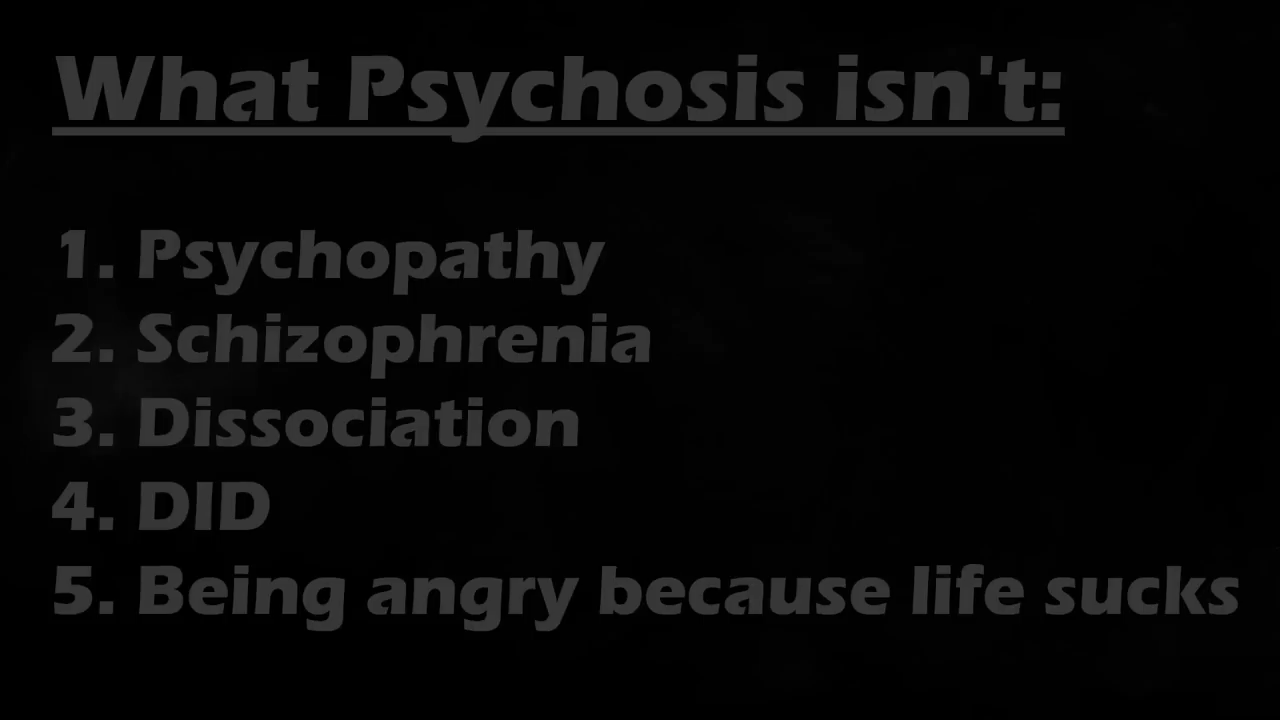 What Psychosis isn't:
1. Psychopathy
2. Schizophrenia
3. Dissociation
4. DID
5. Being angry because life sucks